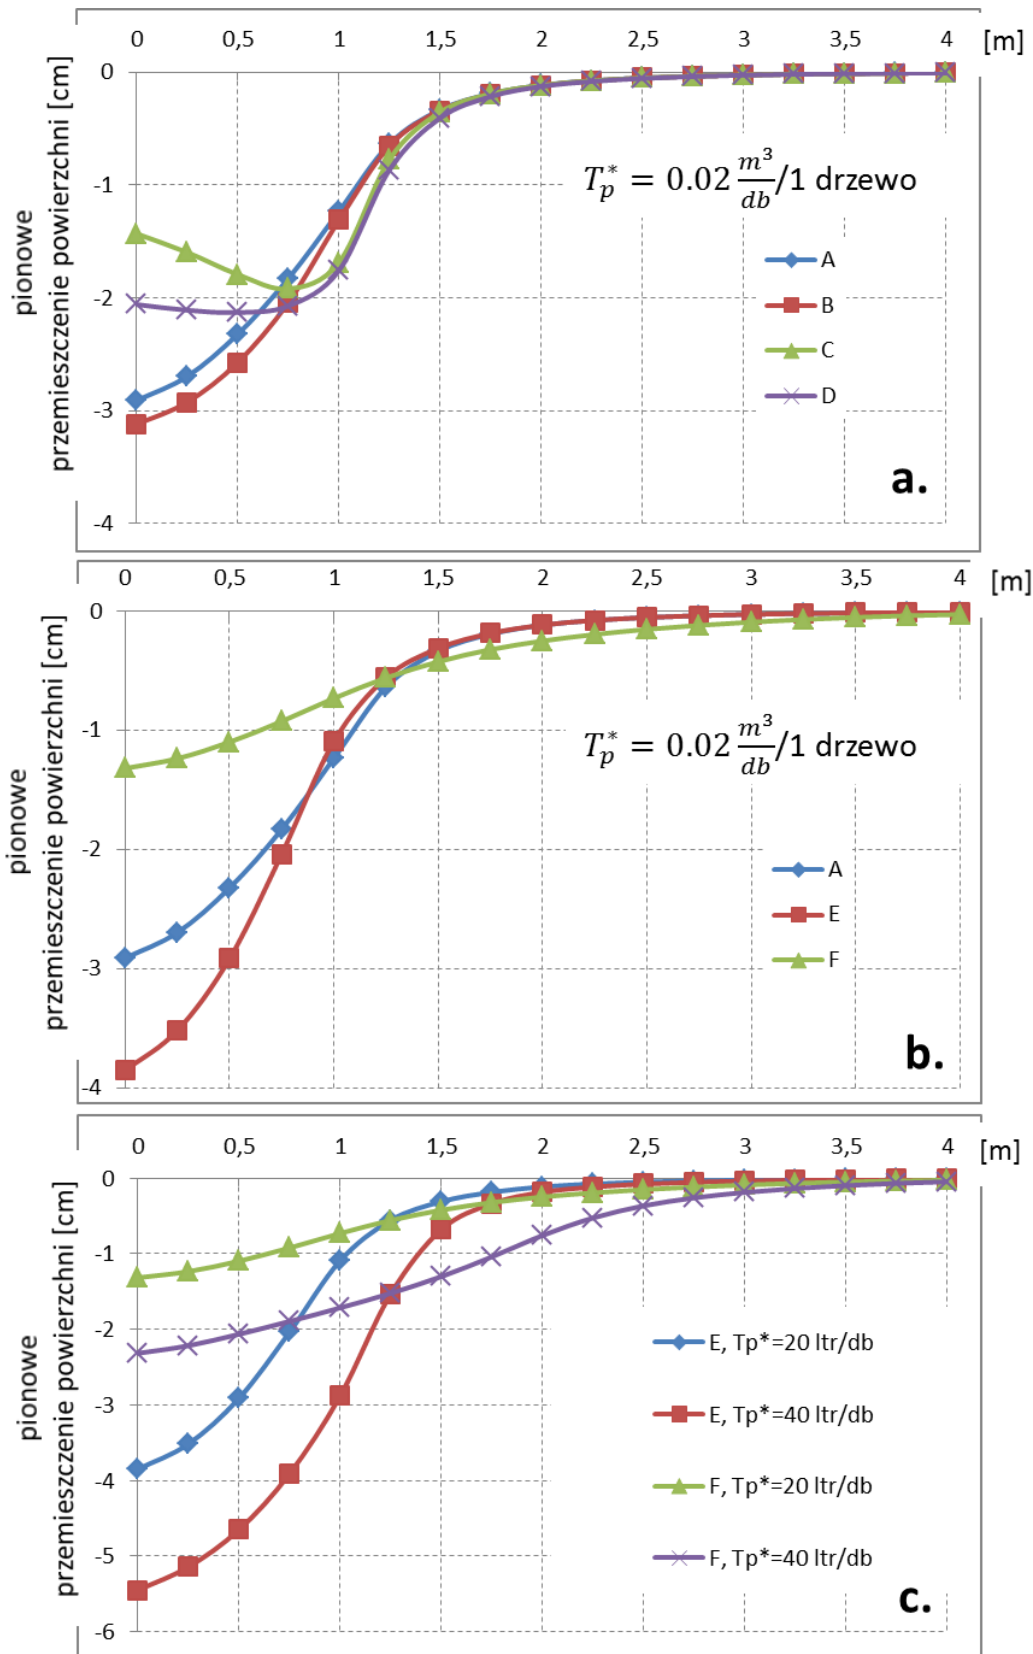 0 0,5 1 1,5 2 2,5 3 3,5 4 [m]
0
-1
-2
-3
-4
pionowe
przemieszczenie powierzchni [cm]
T_p^* = 0.02 m^3/db /1 drzewo
A
B
C
D
a.
0 0,5 1 1,5 2 2,5 3 3,5 4 [m]
0
-1
-2
-3
-4
pionowe
przemieszczenie powierzchni [cm]
T_p^* = 0.02 m^3/db /1 drzewo
A
E
F
b.
0 0,5 1 1,5 2 2,5 3 3,5 4 [m]
0
-1
-2
-3
-4
-5
-6
pionowe
przemieszczenie powierzchni [cm]
E, Tp*=20 ltr/db
E, Tp*=40 ltr/db
F, Tp*=20 ltr/db
F, Tp*=40 ltr/db
c.